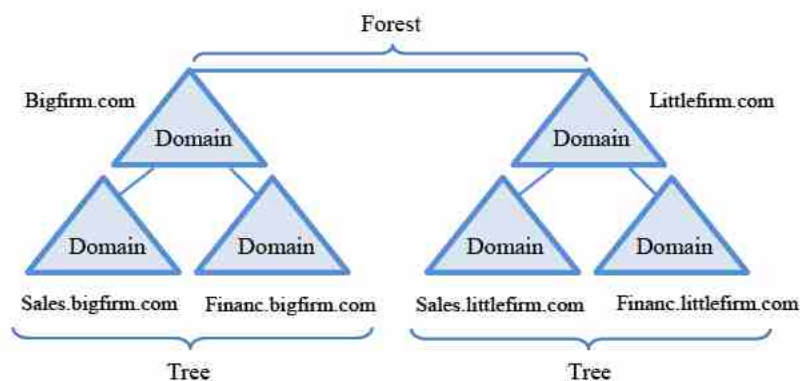 Forest
Bigfirm.com
Littlefirm.com
Domain
Domain
Domain
Domain
Domain
Domain
Sales.bigfirm.com
Financ.bigfirm.com
Sales.littlefirm.com
Financ.littlefirm.com
Tree
Tree